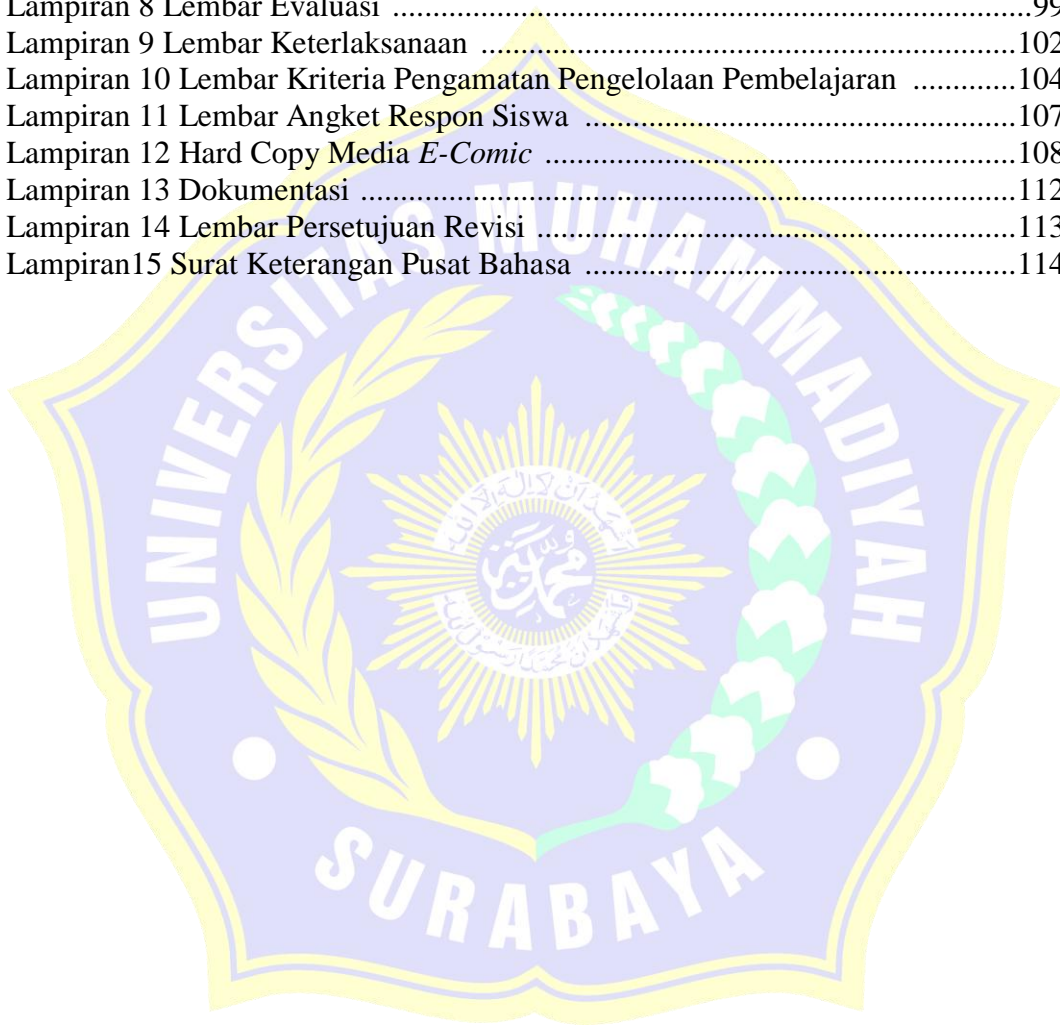 Lampiran 8 Lembar Evaluasi ................................................................................99
Lampiran 9 Lembar Keterlaksanaan .....................................................................102
Lampiran 10 Lembar Kriteria Pengamatan Pengelolaan Pembelajaran .............104
Lampiran 11 Lembar Angket Respon Siswa ......................................................107
Lampiran 12 Hard Copy Media E-Comic ...........................................................108
Lampiran 13 Dokumentasi ...................................................................................112
Lampiran 14 Lembar Persetujuan Revisi ............................................................113
Lampiran15 Surat Keterangan Pusat Bahasa ......................................................114
UNIVERSITAS MUHAMMADIYAH
محمد
SURABAYA